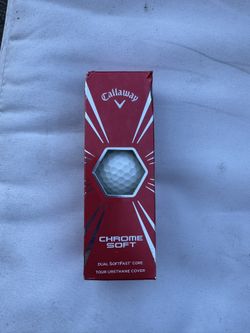 Callaway
CHROME
SOFT
DUAL SOFTFAST CORE
TOUR URETHANE COVER